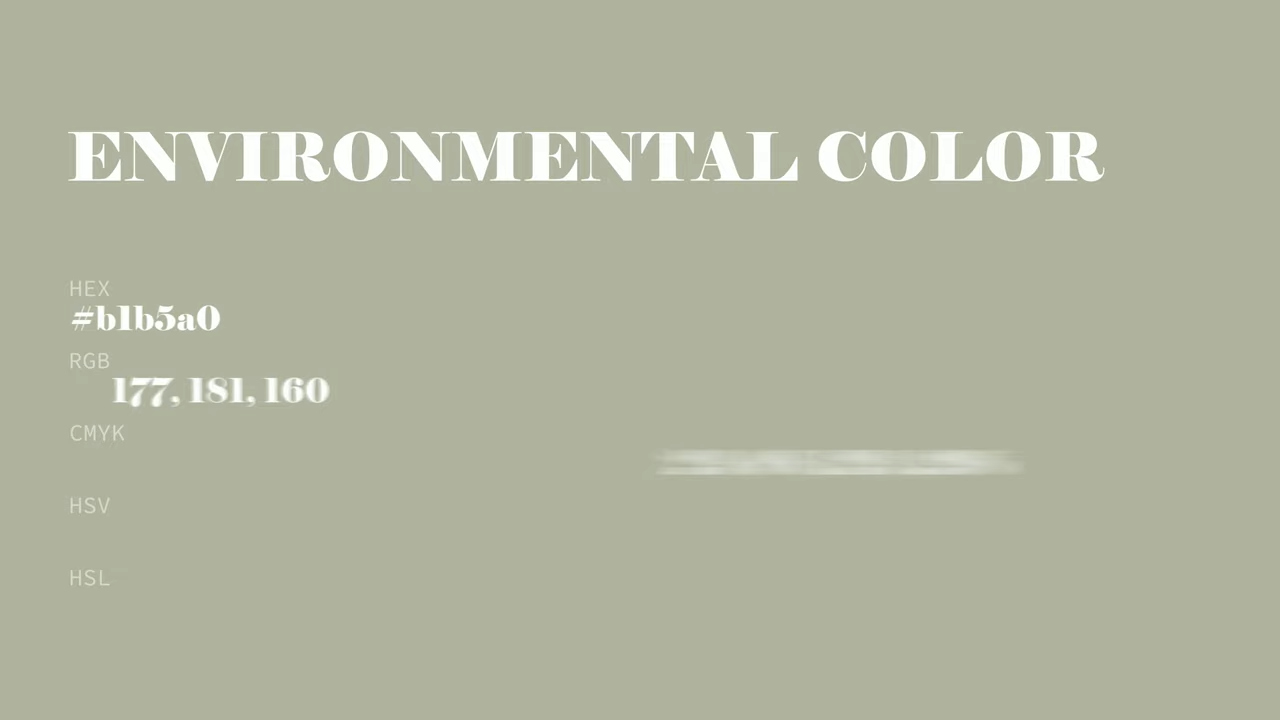 ENVIRONMENTAL COLOR
HEX
#b1b5a0
RGB
177, 181, 160
CMYK
HSV
HSL